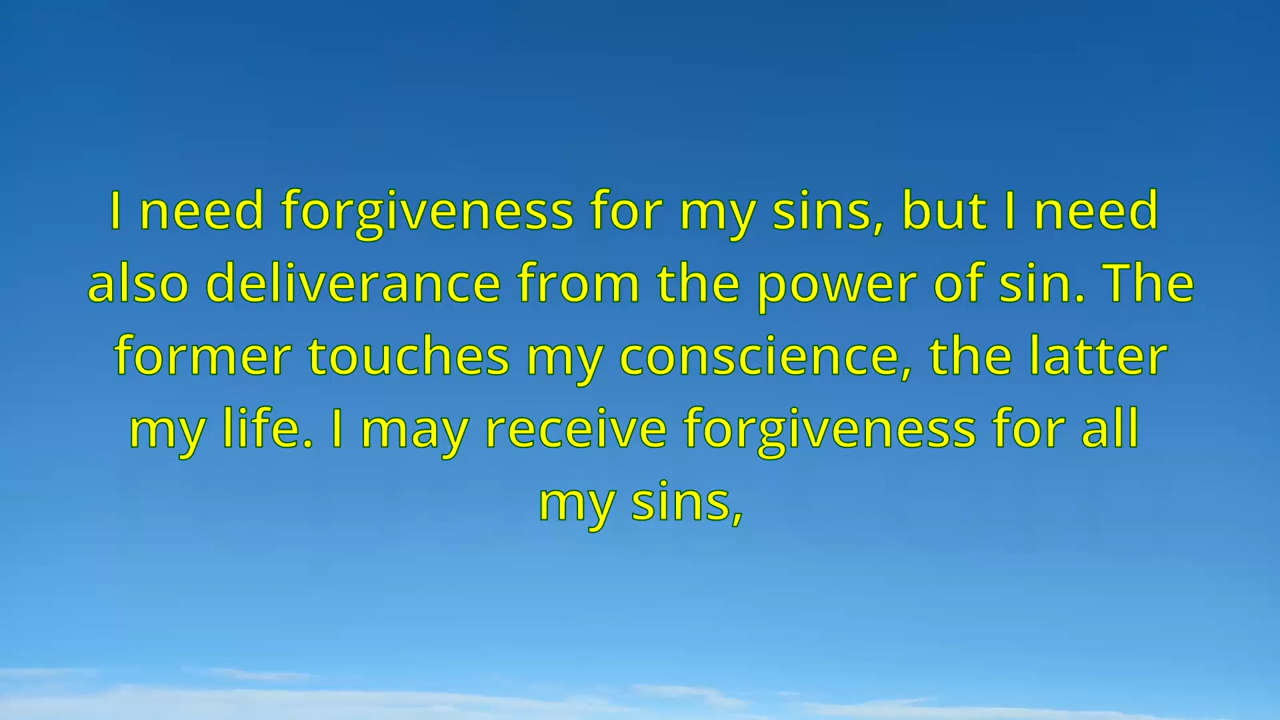 I need forgiveness for my sins, but I need
also deliverance from the power of sin. The
former touches my conscience, the latter
my life. I may receive forgiveness for all
my sins,